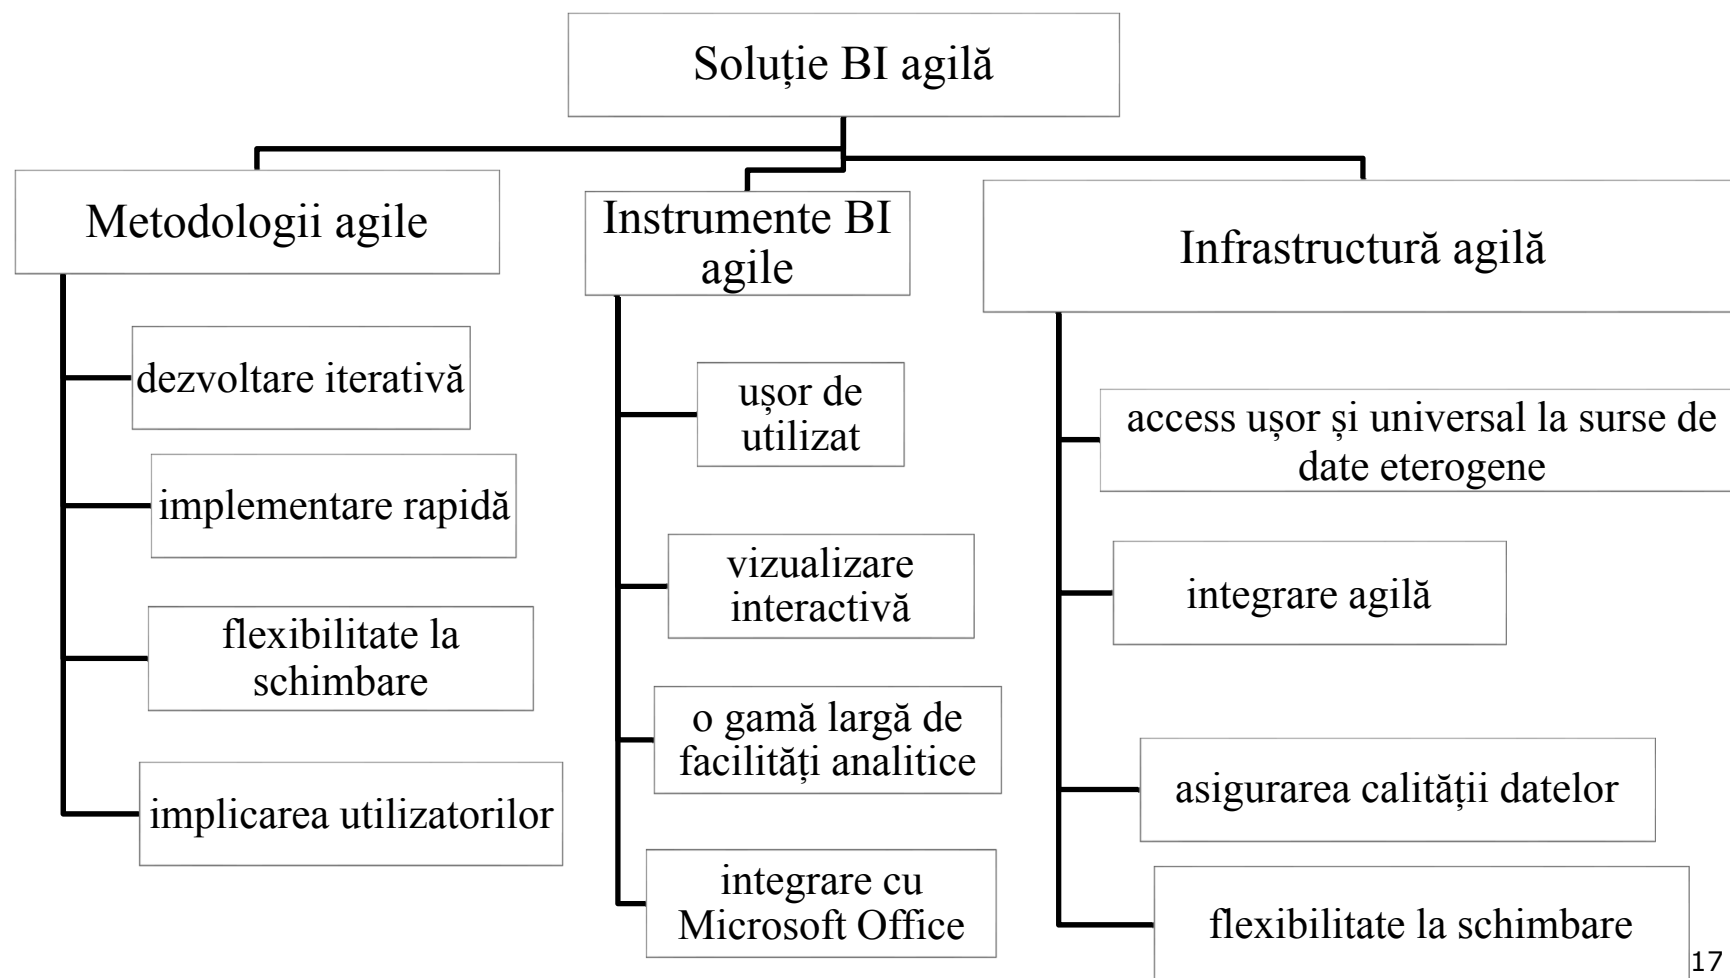 Soluție BI agilă
Metodologii agile
dezvoltare iterativă
implementare rapidă
flexibilitate la
schimbare
implicarea utilizatorilor
Instrumente BI
agile
ușor de
utilizat
vizualizare
interactivă
o gamă largă de
facilități analitice
integrare cu
Microsoft Office
Infrastructură agilă
access ușor și universal la surse de
date eterogene
integrare agilă
asigurarea calității datelor
flexibilitate la schimbare
17